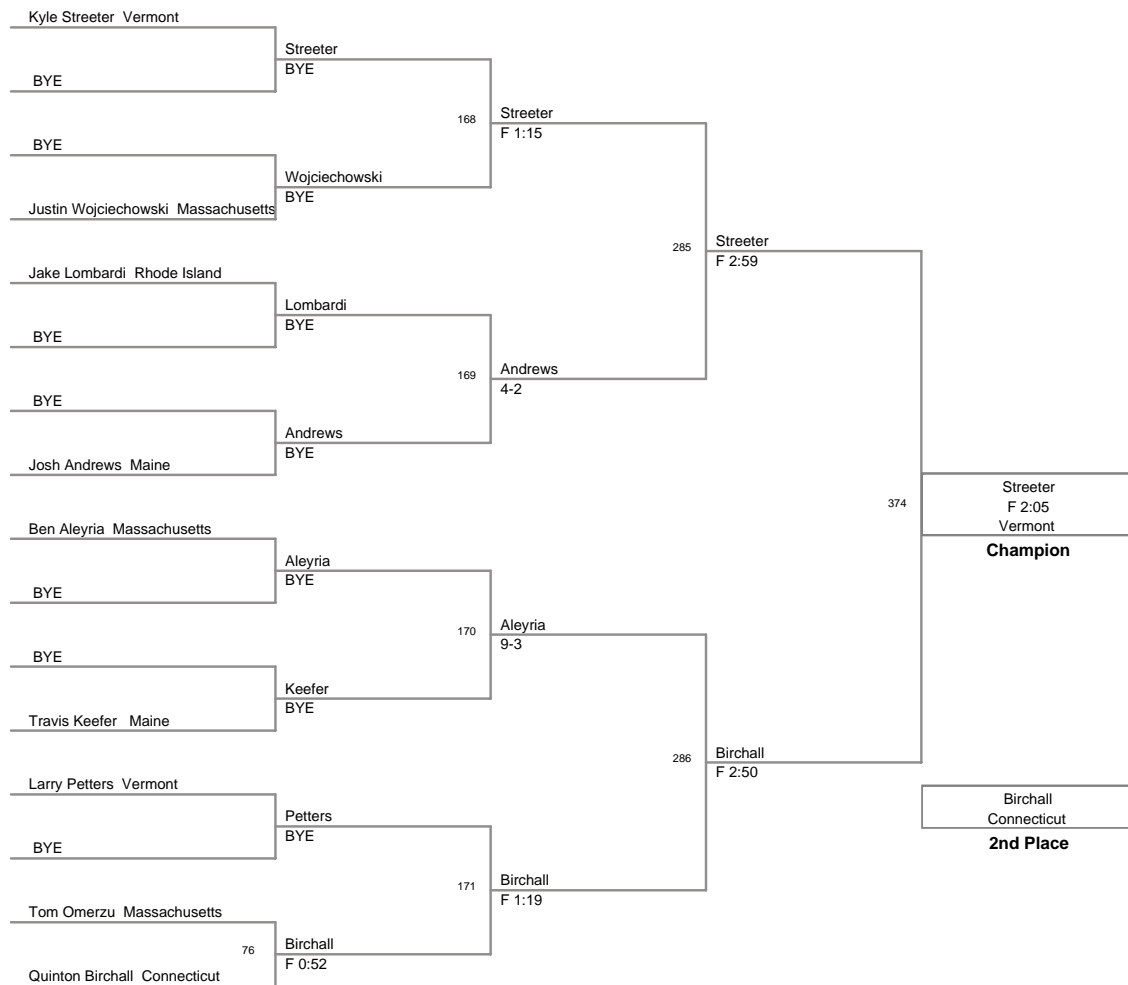 Kyle Streeter  Vermont
Streeter
BYE
BYE
168
Streeter
F 1:15
BYE
Wojciechowski
BYE
Justin Wojciechowski  Massachusetts
285
Streeter
F 2:59
Jake Lombardi  Rhode Island
Lombardi
BYE
BYE
169
Andrews
4-2
BYE
Andrews
BYE
Josh Andrews  Maine
374
Streeter
F 2:05
Vermont
Champion
Ben Aleyria  Massachusetts
Aleyria
BYE
BYE
170
Aleyria
9-3
BYE
Keefer
BYE
Travis Keefer   Maine
286
Birchall
F 2:50
Larry Petters  Vermont
Birchall
Connecticut
2nd Place
Petters
BYE
BYE
171
Birchall
F 1:19
Tom Omerzu  Massachusetts
76
Birchall
F 0:52
Quinton Birchall  Connecticut